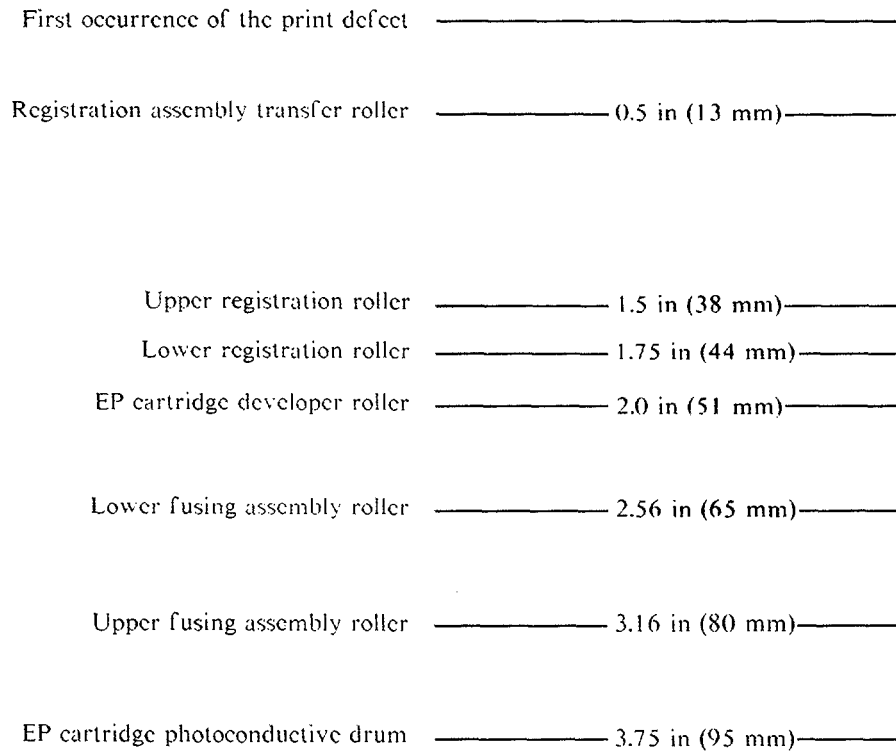 First occurrence of the print defect
Registration assembly transfer roller 0.5 in (13 mm)
Upper registration roller 1.5 in (38 mm)
Lower registration roller 1.75 in (44 mm)
EP cartridge developer roller 2.0 in (51 mm)
Lower fusing assembly roller 2.56 in (65 mm)
Upper fusing assembly roller 3.16 in (80 mm)
EP cartridge photoconductive drum 3.75 in (95 mm)